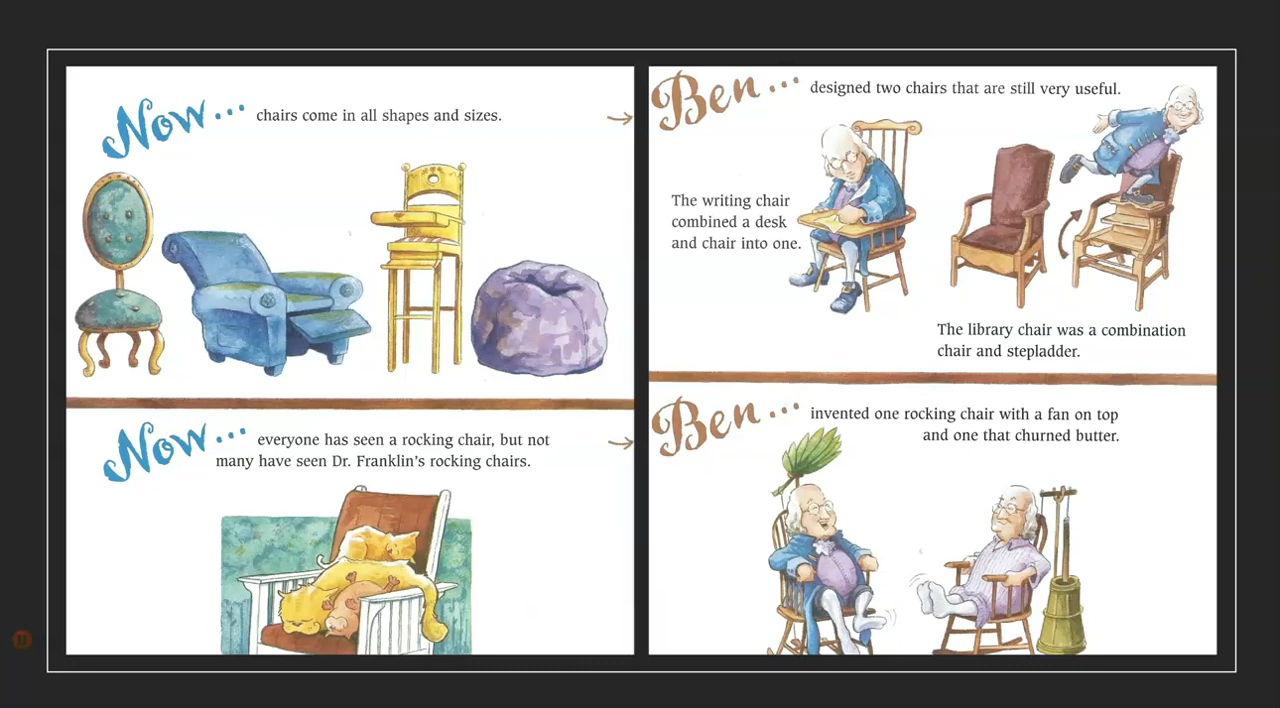 Now... chairs come in all shapes and sizes.
Now... everyone has seen a rocking chair, but not
many have seen Dr. Franklin's rocking chairs.
Ben... designed two chairs that are still very useful.
The writing chair
combined a desk
and chair into one.
The library chair was a combination
chair and stepladder.
Ben... invented one rocking chair with a fan on top
and one that churned butter.